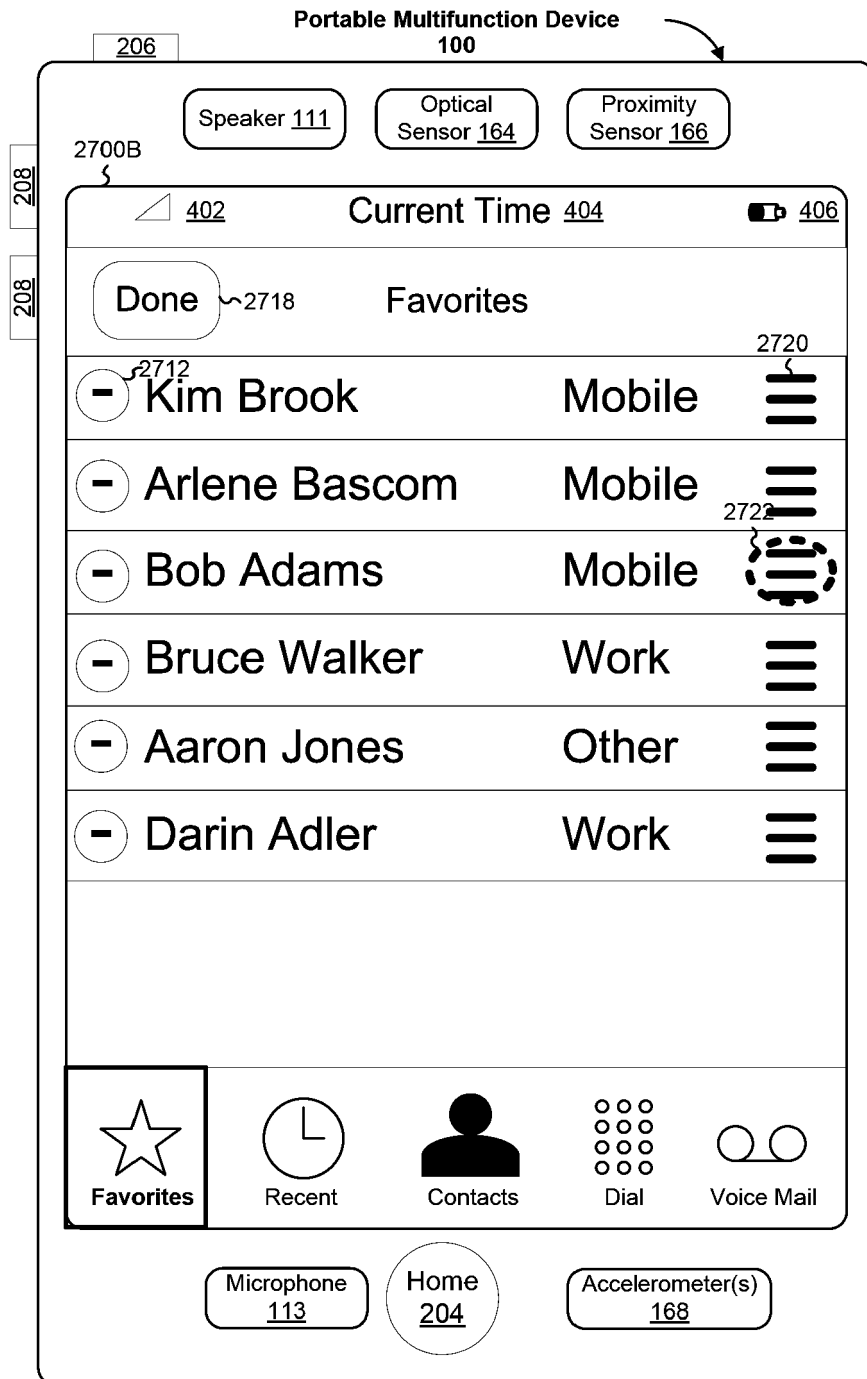 Portable Multifunction Device
100
206
Speaker 111
Optical
Sensor 164
Proximity
Sensor 166
2700B
208
402
Current Time 404
406
208
Done
2718
Favorites
2712
2720
- Kim Brook Mobile
- Arlene Bascom Mobile
2722
- Bob Adams Mobile
- Bruce Walker Work
- Aaron Jones Other
- Darin Adler Work
Favorites
Recent
Contacts
Dial
Voice Mail
Microphone
113
Home
204
Accelerometer(s)
168